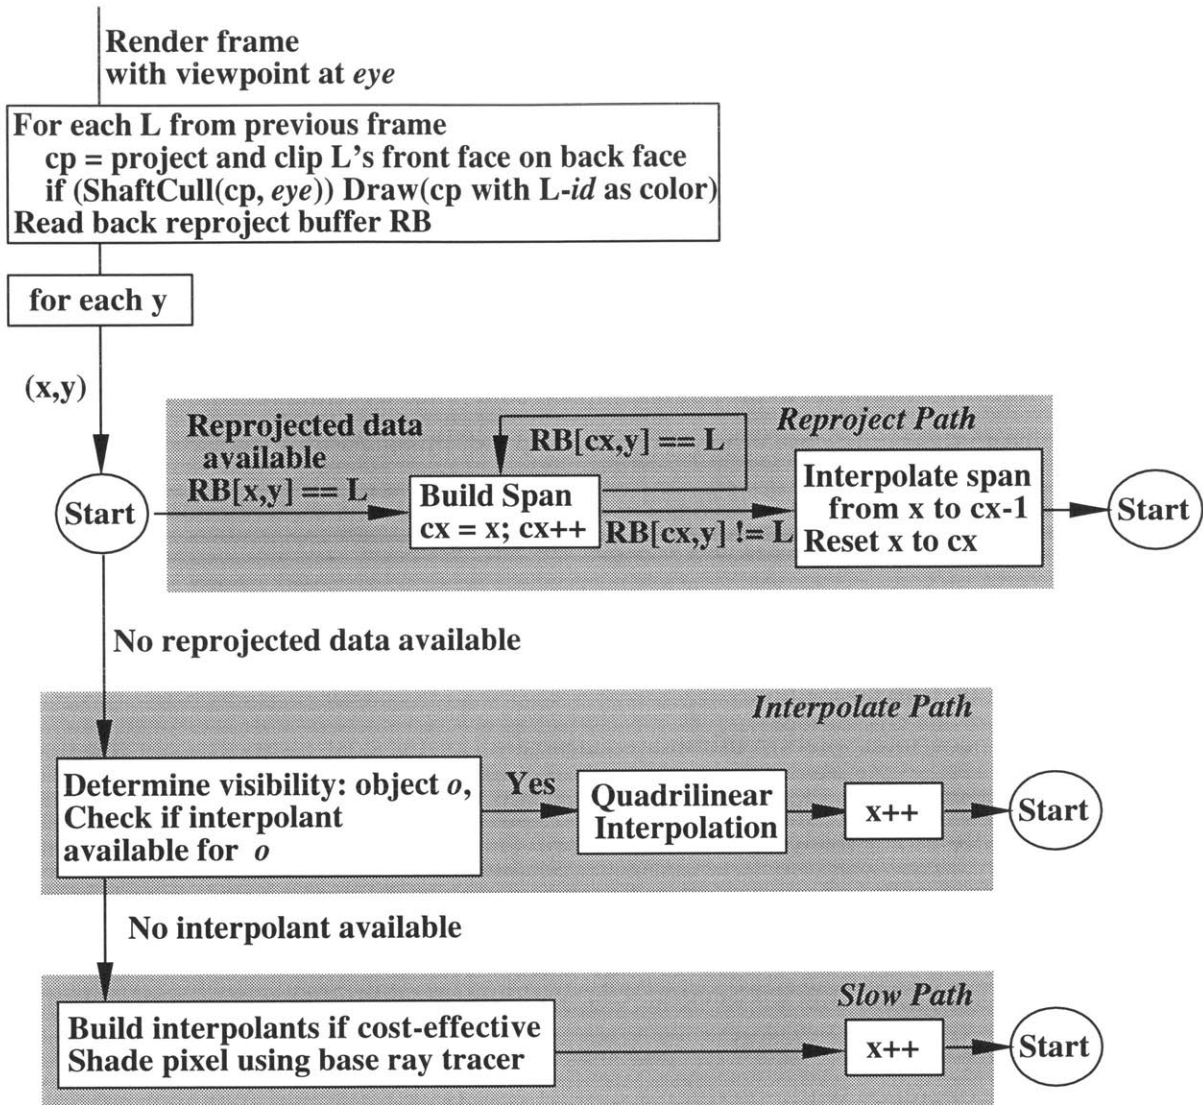 Render frame
with viewpoint at eye
For each L from previous frame
cp = project and clip L's front face on back face
if (ShaftCull(cp, eye)) Draw(cp with L-id as color)
Read back reproject buffer RB
for each y
(x,y)
Reproject Path
Reprojected data
available
RB[x,y] == L
RB[cx,y] == L
Start
Build Span
cx = x; cx++
RB[cx,y] != L
Interpolate span
from x to cx-1
Reset x to cx
Start
No reprojected data available
Interpolate Path
Determine visibility: object o,
Check if interpolant
available for o
Yes
Quadrilinear
Interpolation
x++
Start
No interpolant available
Slow Path
Build interpolants if cost-effective
Shade pixel using base ray tracer
x++
Start